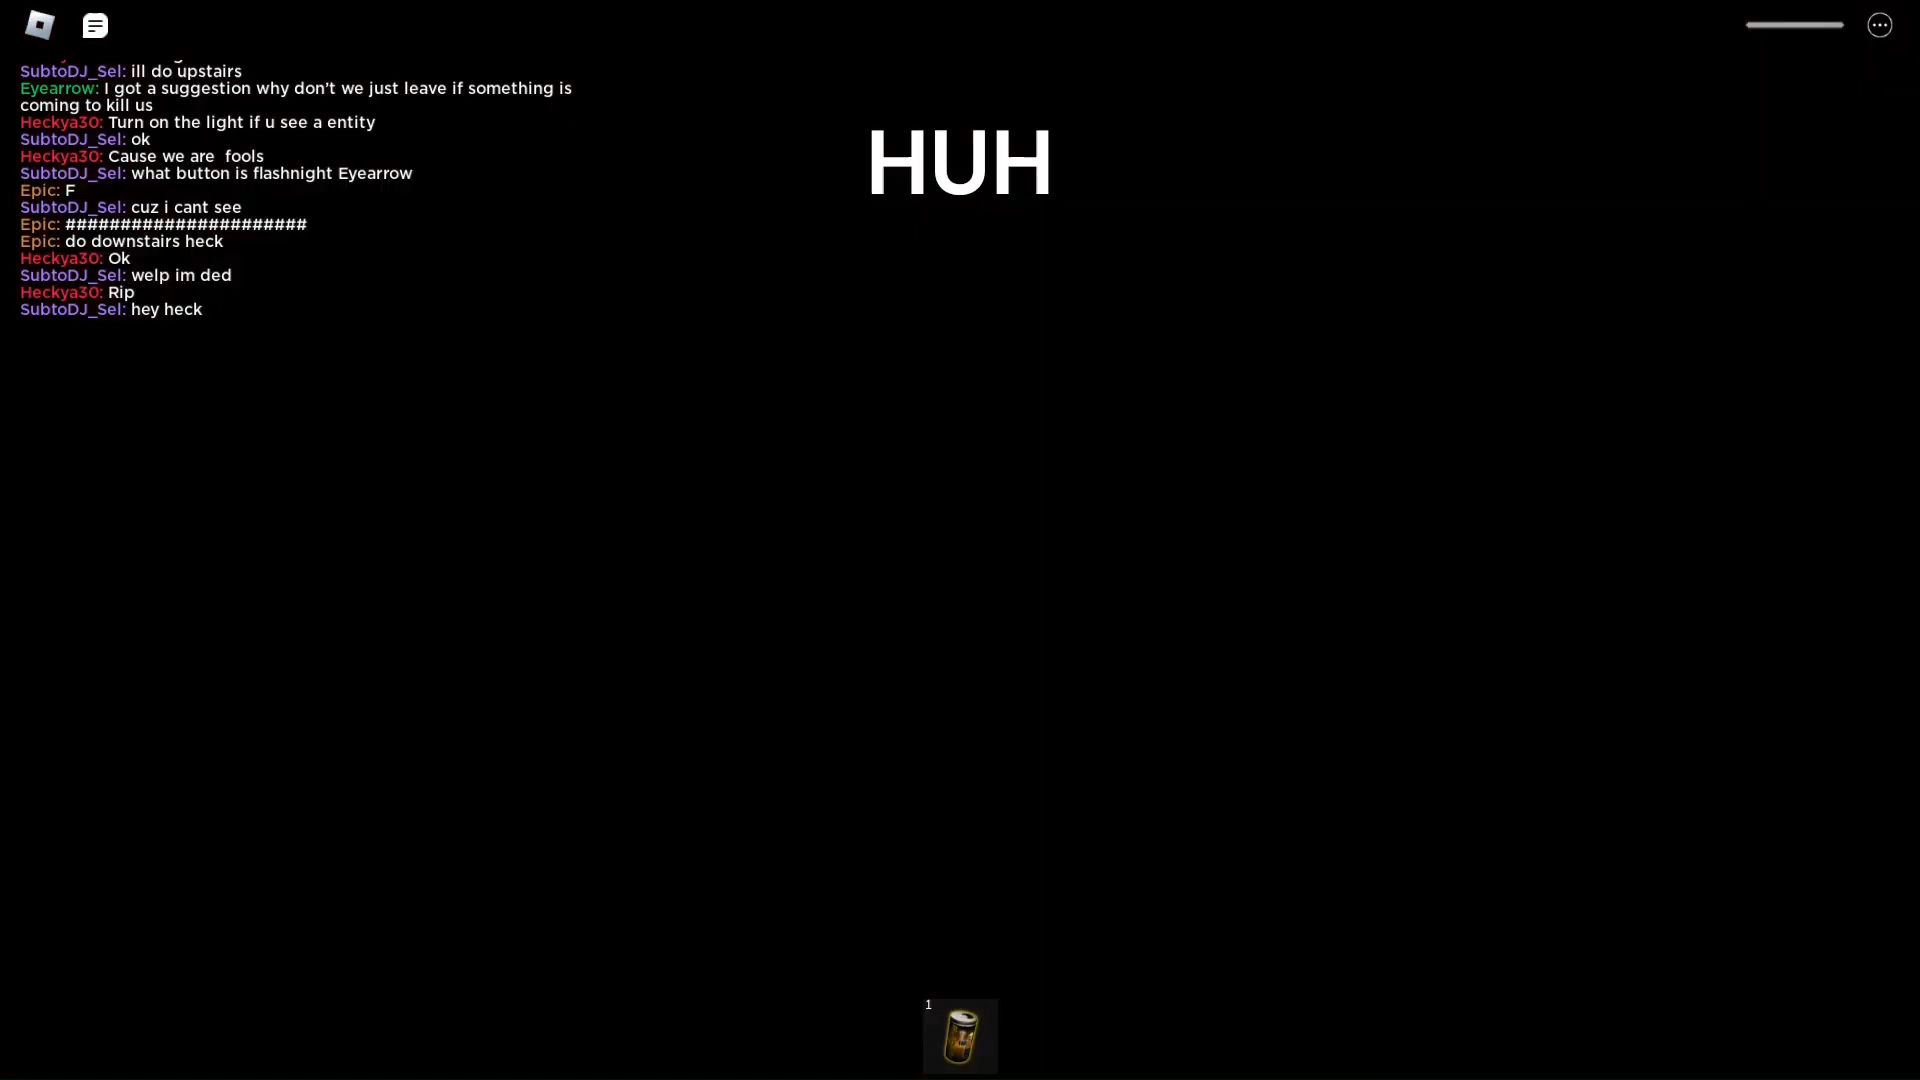 SubtoDJ_Sel: ill do upstairs
Eyearrow: I got a suggestion why don't we just leave if something is
coming to kill us
Heckya30: Turn on the light if u see a entity
SubtoDJ_Sel: ok
Heckya30: Cause we are  fools
SubtoDJ_Sel: what button is flashnight Eyearrow
Epic: F
SubtoDJ_Sel: cuz i cant see
Epic: ######################
Epic: do downstairs heck
Heckya30: Ok
SubtoDJ_Sel: welp im ded
Heckya30: Rip
SubtoDJ_Sel: hey heck
HUH
1